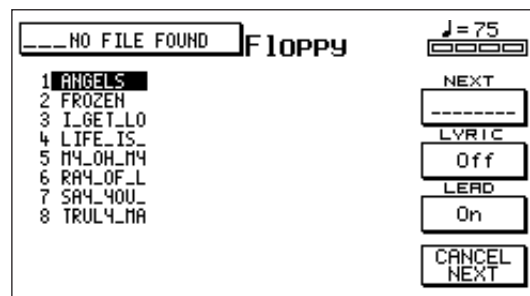 ___NO FILE FOUND
Floppy
♩=75
1 ANGELS
2 FROZEN
3 I_GET_LO
4 LIFE_IS_
5 MY_OH_MY
6 RAY_OF_L
7 SAY_YOU_
8 TRULY_MA
NEXT
--------
LYRIC
Off
LEAD
On
CANCEL
NEXT